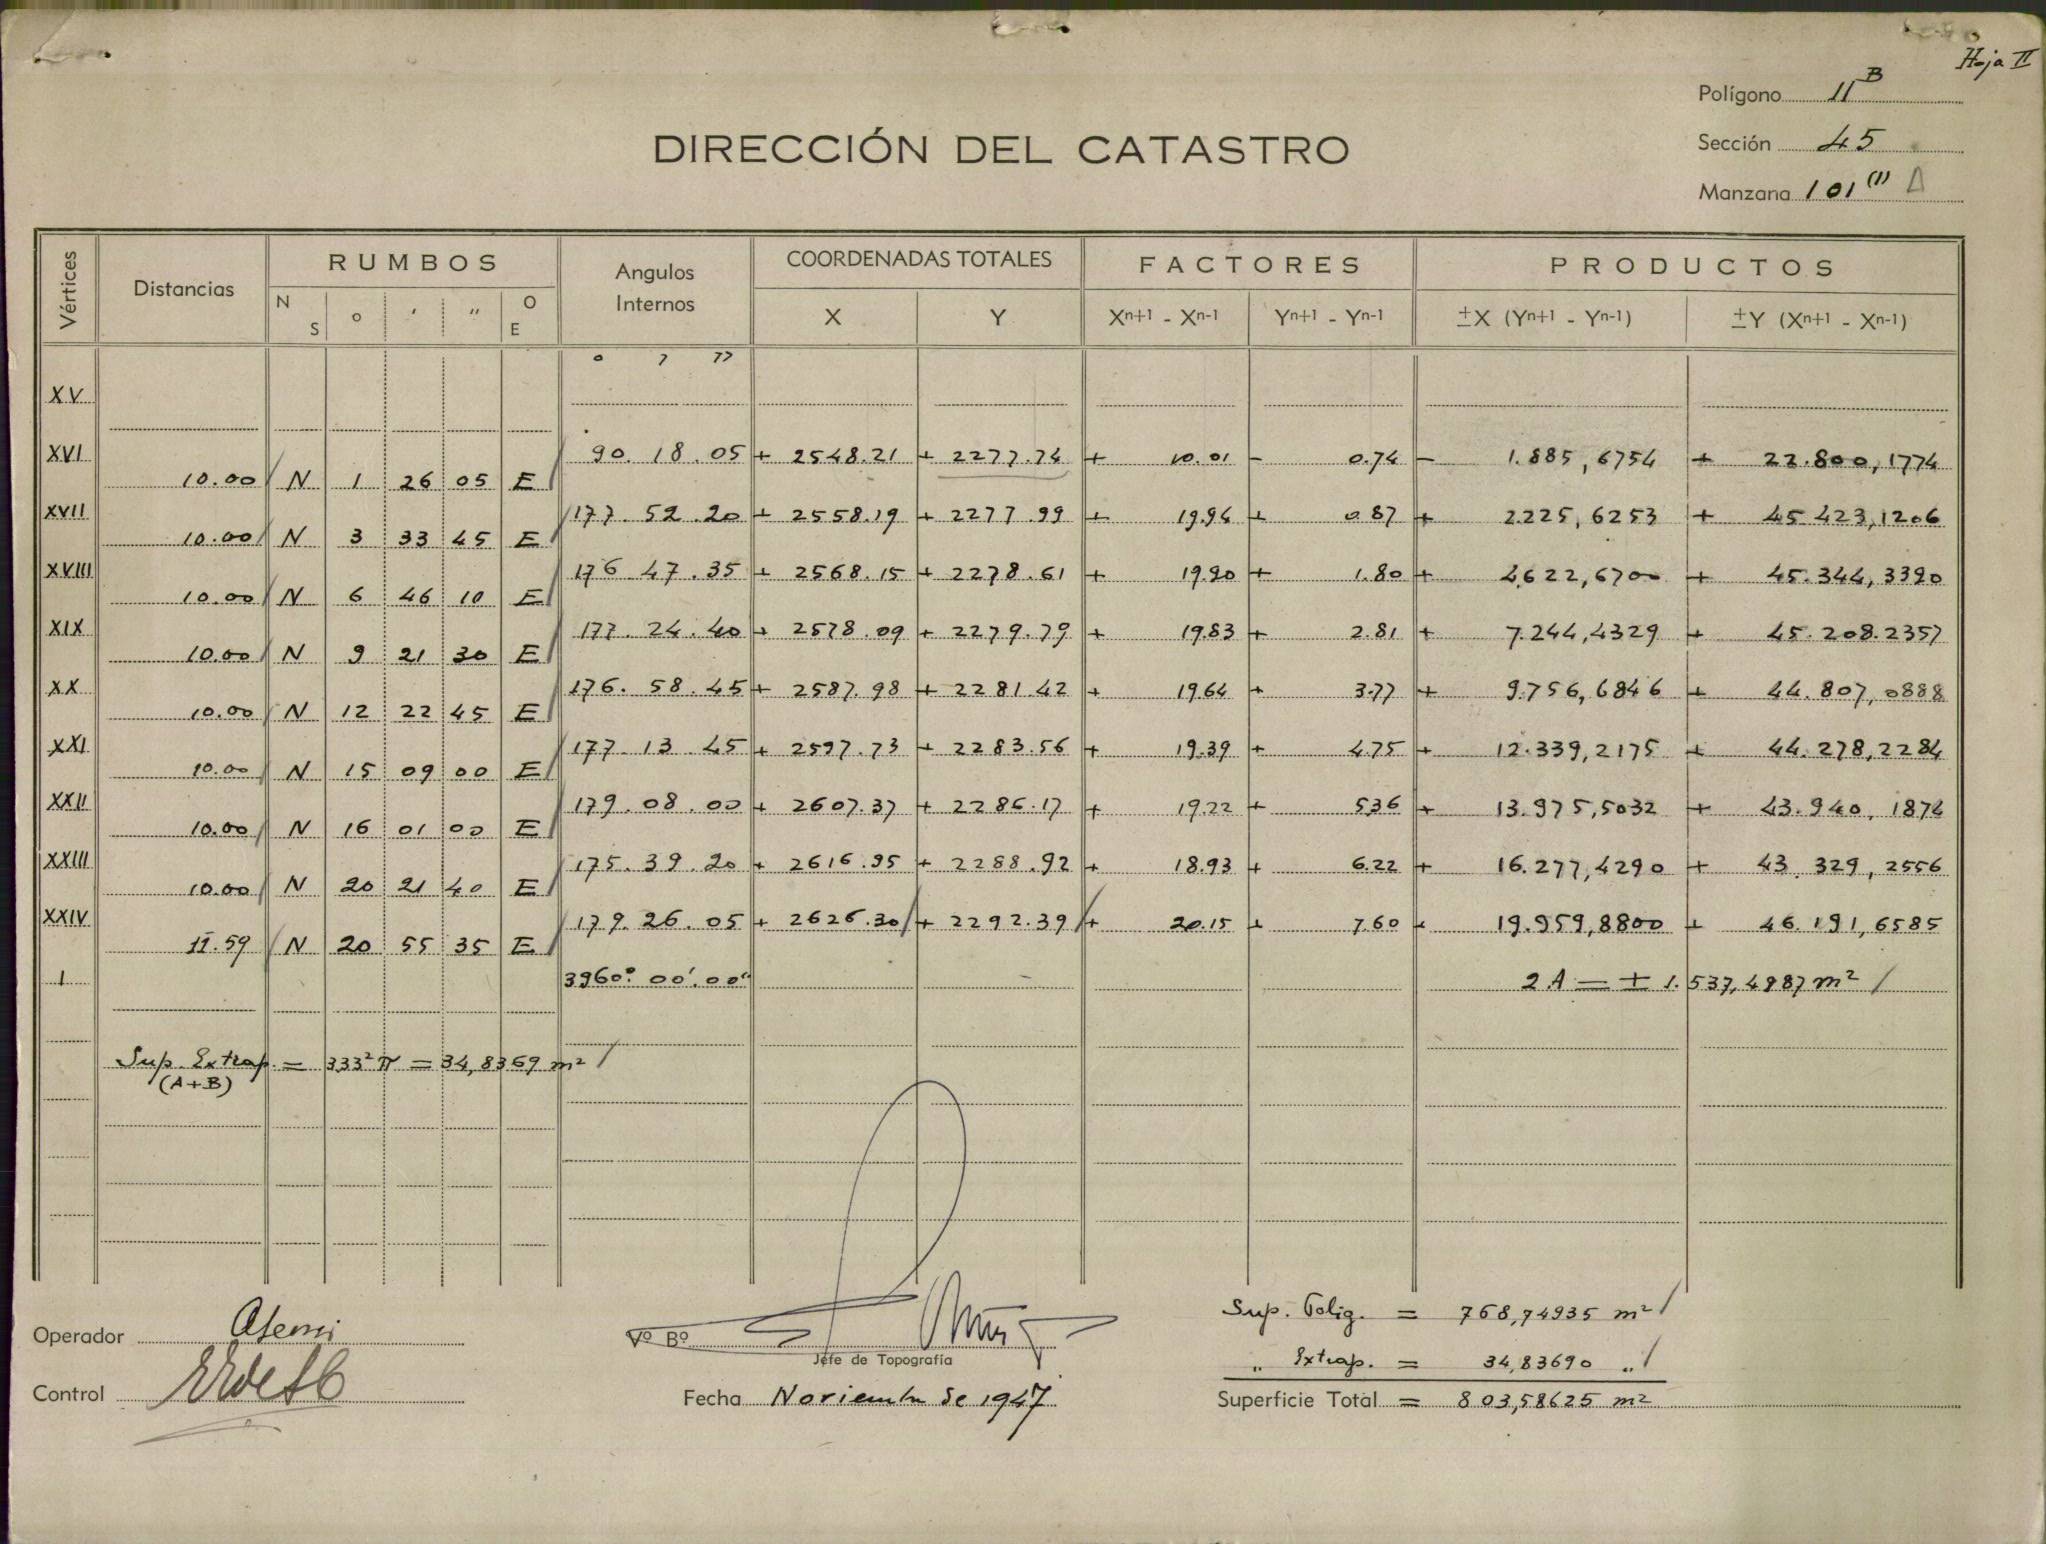 Hoja II
Polígono 11 B
Sección 45
Manzana 101 (1) Δ
DIRECCIÓN DEL CATASTRO
Vértices Distancias RUMBOS Angulos Internos COORDENADAS TOTALES FACTORES PRODUCTOS
N S o ′ ″ O E X Y Xn+1 - Xn-1 Yn+1 - Yn-1 ±X (Yn+1 - Yn-1) ±Y (Xn+1 - Xn-1)
o ′ ″
XV
XVI 90. 18. 05 + 2548.21 + 2277.74 + 10.01 - 0.74 - 1.885,6754 + 22.800,1774
10.00 N 1 26 05 E
XVII 177. 52. 20 + 2558.19 + 2277.99 + 19.94 + 0.87 + 2.225,6253 + 45.423,1206
10.00 N 3 33 45 E
XVIII 176 47. 35 + 2568.15 + 2278.61 + 19.90 + 1.80 + 4.622,6700 + 45.344,3390
10.00 N 6 46 10 E
XIX 177. 24. 40 + 2578.09 + 2279.79 + 19.83 + 2.81 + 7.244,4329 + 45.208.2357
10.00 N 9 21 30 E
XX 176. 58. 45 + 2587.98 + 2281.42 + 19.64 + 3.77 + 9.756,6846 + 44.807,0888
10.00 N 12 22 45 E
XXI 177. 13. 45 + 2597.73 + 2283.56 + 19.39 + 4.75 + 12.339,2175 + 44.278,2284
10.00 N 15 09 00 E
XXII 179. 08. 00 + 2607.37 + 2286.17 + 19.22 + 5.36 + 13.975,5032 + 43.940,1874
10.00 N 16 01 00 E
XXIII 175. 39. 20 + 2616.95 + 2288.92 + 18.93 + 6.22 + 16.277,4290 + 43.329,2556
10.00 N 20 21 40 E
XXIV 179. 26. 05 + 2626.30 + 2292.39 + 20.15 + 7.60 + 19.959,8800 + 46.191,6585
11.59 N 20 55 35 E
I 3960° 00′ 00″ 2 A = ± 1.537,4987 m²
Sup. Extrap. = 3.33² π = 34,8369 m²
(A+B)
Sup. Polig. = 768,74935 m²
Operador
Vº Bº
Jefe de Topografía
„ Extrap. = 34,83690 „
Control
Fecha Noviembre de 1947
Superficie Total = 803,58625 m²